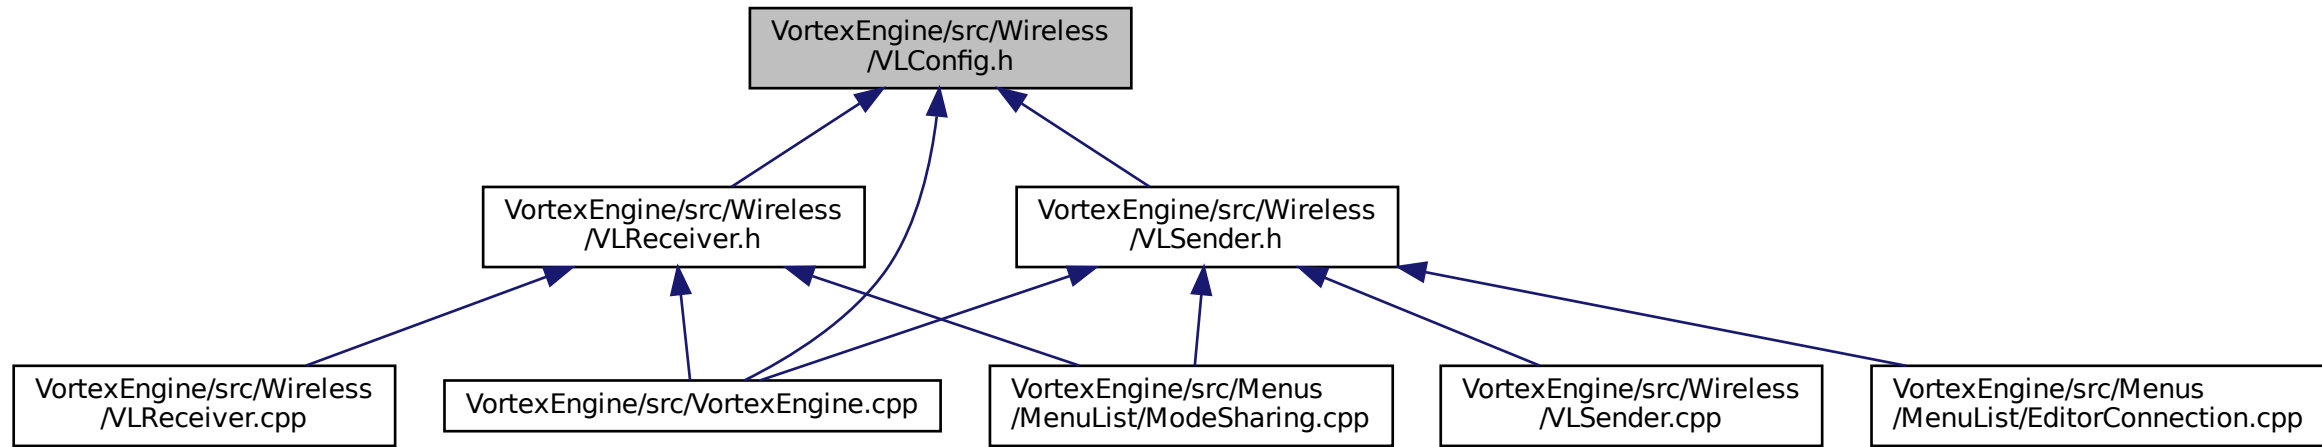 VortexEngine/src/Wireless
/VLConfig.h
VortexEngine/src/Wireless
/VLReceiver.h
VortexEngine/src/Wireless
/VLSender.h
VortexEngine/src/Wireless
/VLReceiver.cpp
VortexEngine/src/VortexEngine.cpp
VortexEngine/src/Menus
/MenuList/ModeSharing.cpp
VortexEngine/src/Wireless
/VLSender.cpp
VortexEngine/src/Menus
/MenuList/EditorConnection.cpp